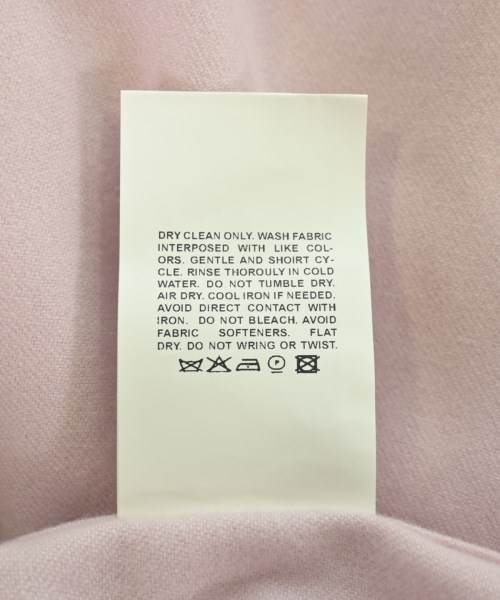 DRY CLEAN ONLY. WASH FABRIC
INTERPOSED WITH LIKE COL-
ORS. GENTLE AND SHOIRT CY-
CLE. RINSE THOROULY IN COLD
WATER. DO NOT TUMBLE DRY.
AIR DRY. COOL IRON IF NEEDED.
AVOID DIRECT CONTACT WITH
IRON. DO NOT BLEACH. AVOID
FABRIC SOFTENERS. FLAT
DRY. DO NOT WRING OR TWIST.
P